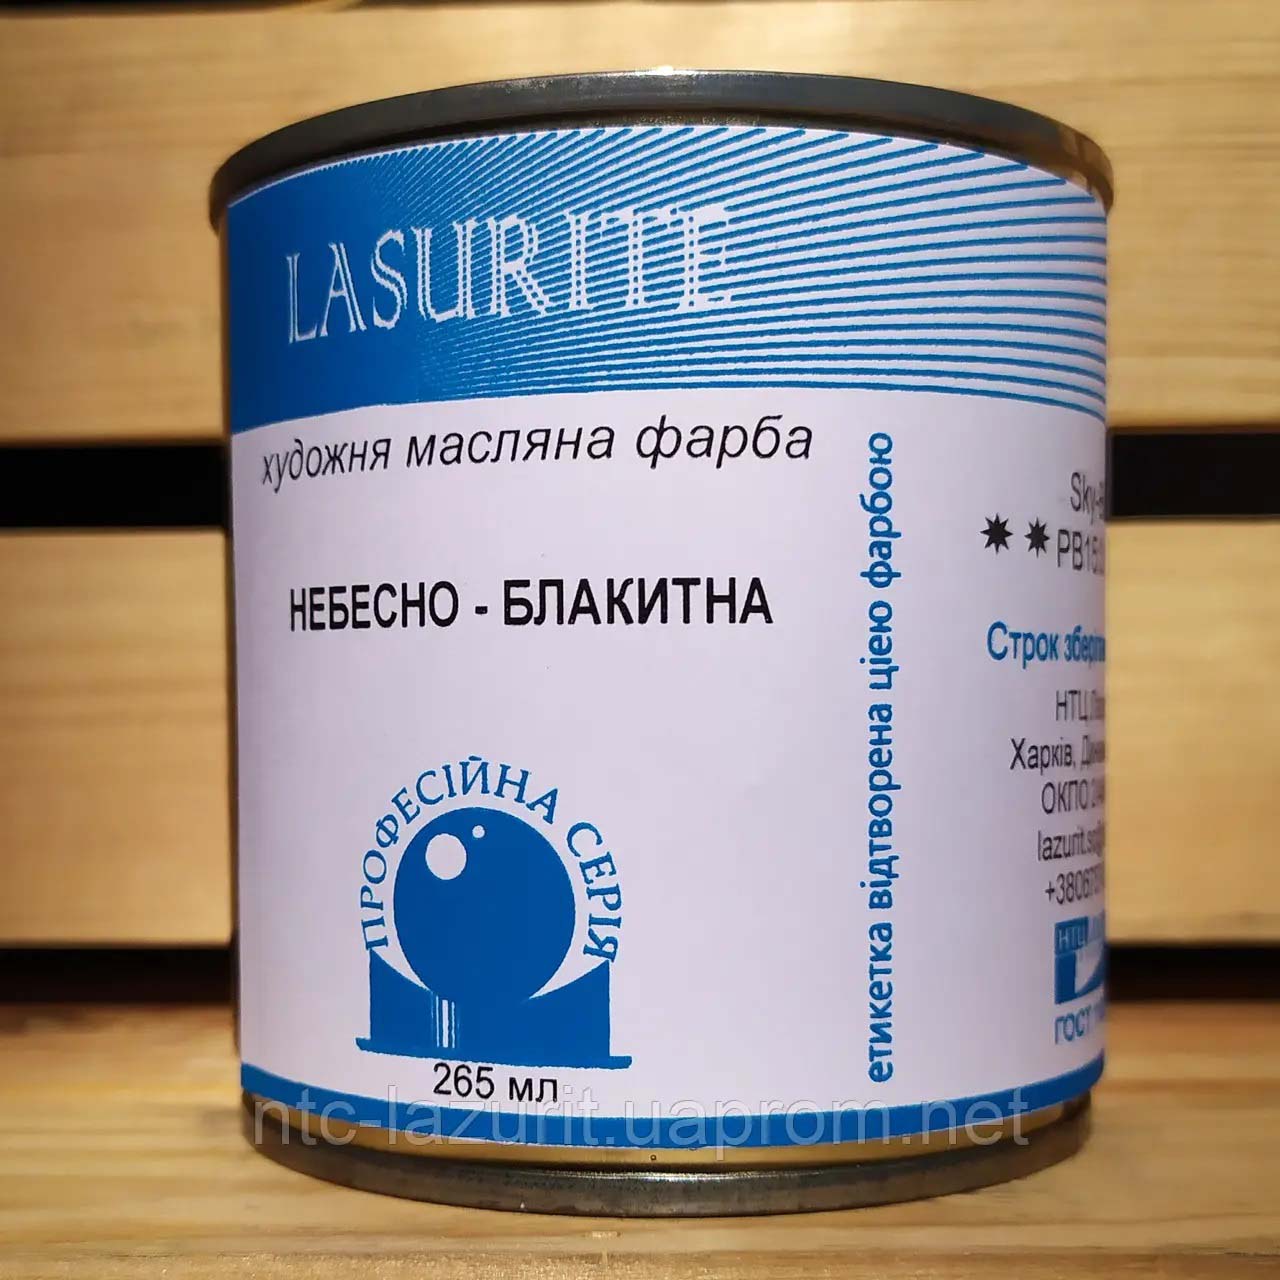 LASURITE
художня масляна фарба
НЕБЕСНО - БЛАКИТНА
ПРОФЕСІЙНА СЕРІЯ
265 мл
етикетка відтворена цією фарбою
Строк
НТЦ
Харків,
ОКПО
НТЦ
ГОСТ
ntc-lazurit.uaprom.net